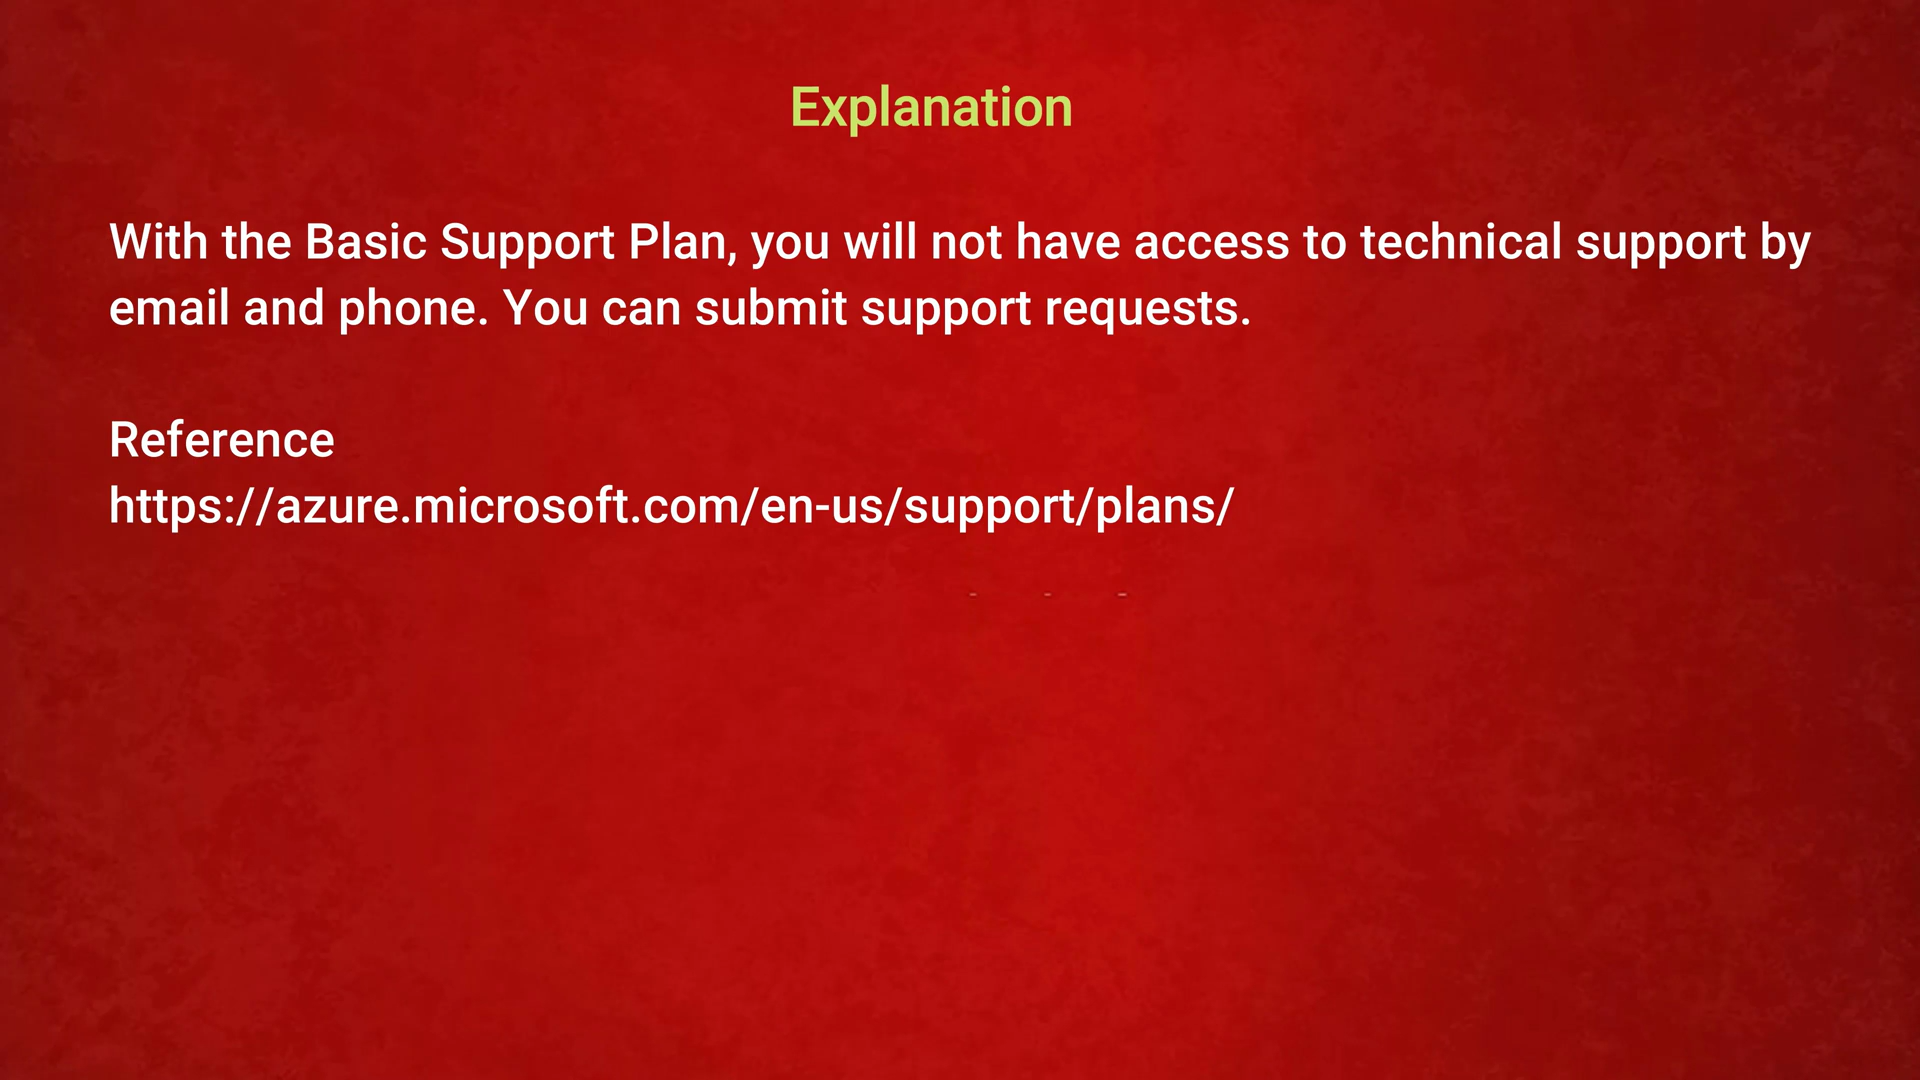 Explanation
With the Basic Support Plan, you will not have access to technical support by
email and phone. You can submit support requests.
Reference
https://azure.microsoft.com/en-us/support/plans/